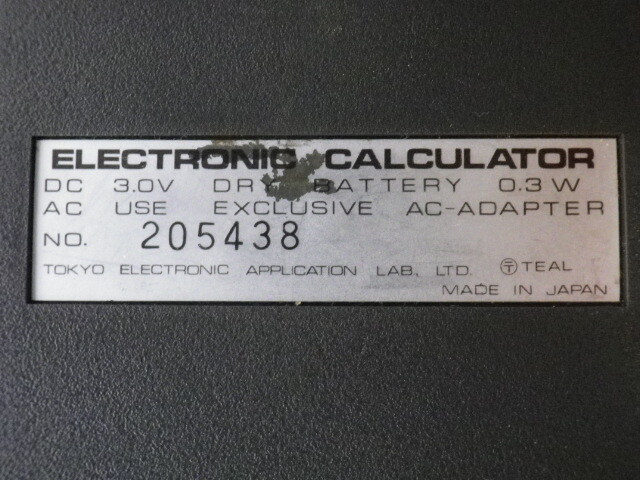 ELECTRONIC CALCULATOR
DC 3.0V DRY BATTERY 0.3W
AC USE EXCLUSIVE AC-ADAPTER
NO. 205438
TOKYO ELECTRONIC APPLICATION LAB, LTD. Ⓣ TEAL
MADE IN JAPAN